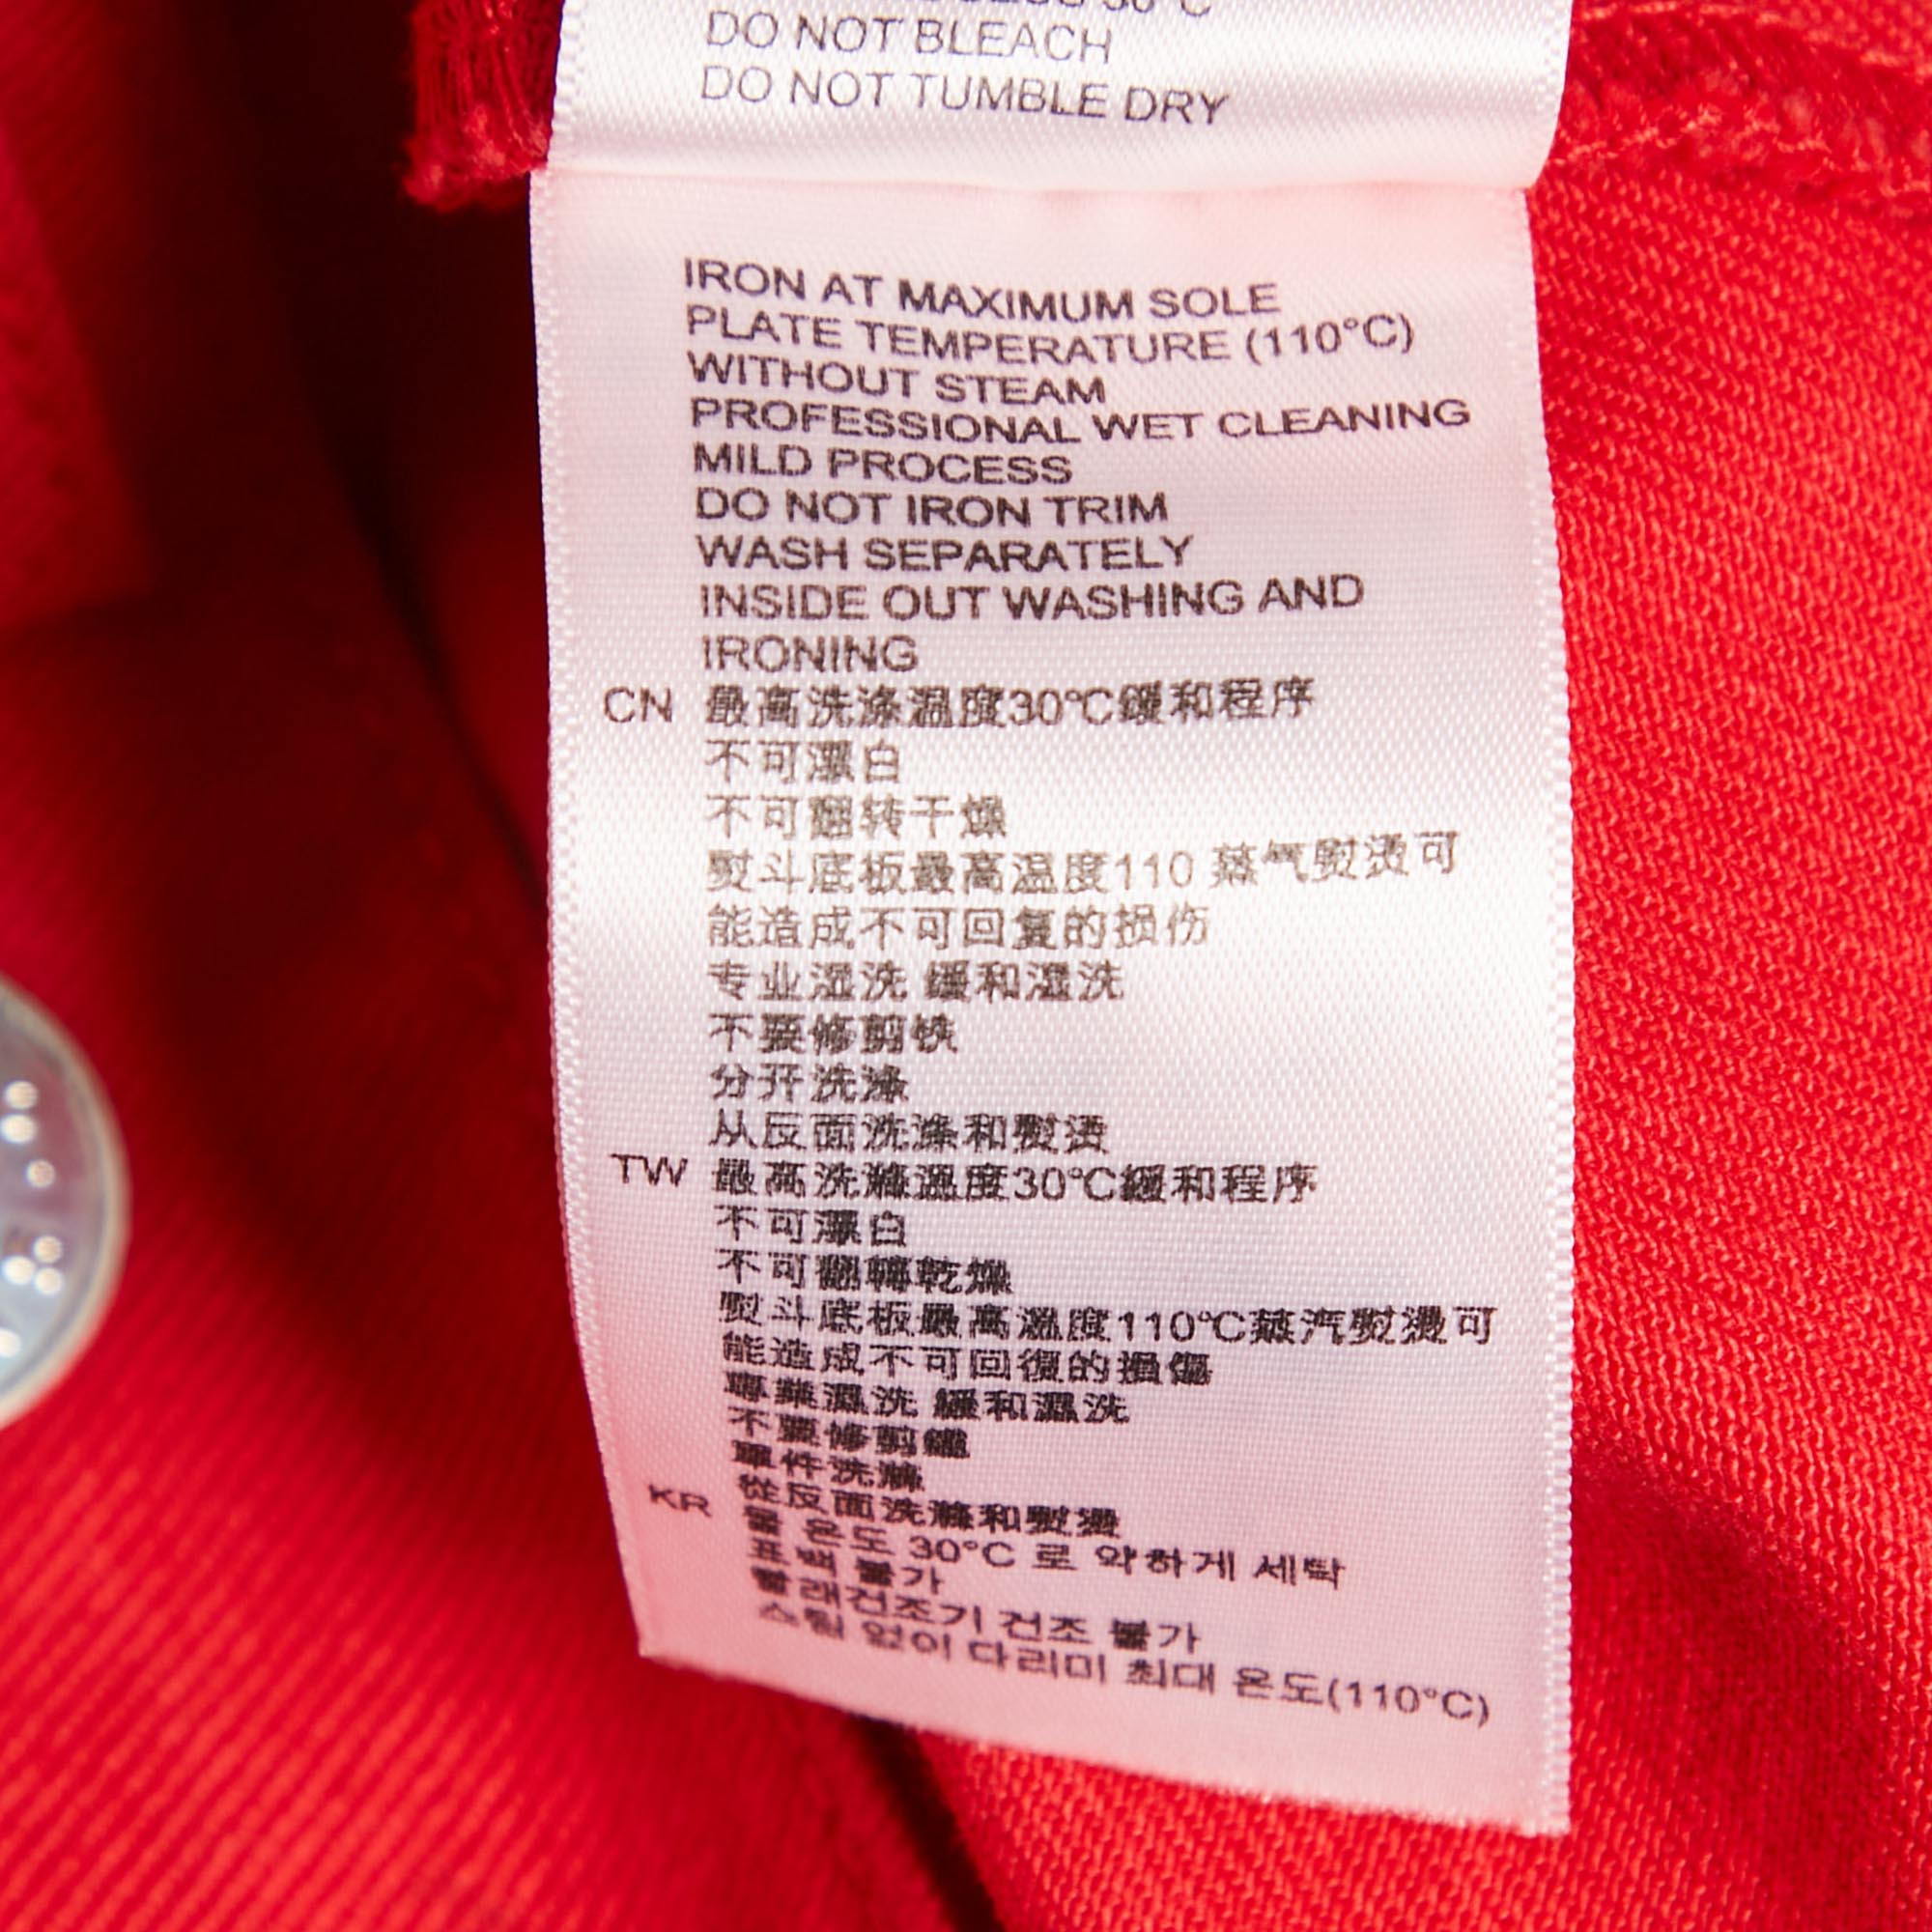 DO NOT BLEACH
DO NOT TUMBLE DRY
IRON AT MAXIMUM SOLE
PLATE TEMPERATURE (110°C)
WITHOUT STEAM
PROFESSIONAL WET CLEANING
MILD PROCESS
DO NOT IRON TRIM
WASH SEPARATELY
INSIDE OUT WASHING AND
IRONING
CN 最高洗涤温度30℃缓和程序
不可漂白
不可翻转干燥
熨斗底板最高温度110 蒸气熨烫可
能造成不可回复的损伤
专业湿洗 缓和湿洗
不要修剪铁
分开洗涤
从反面洗涤和熨烫
TW 最高洗滌溫度30℃緩和程序
不可漂白
不可翻轉乾燥
熨斗底板最高溫度110℃蒸汽熨燙可
能造成不可回復的損傷
專業濕洗 緩和濕洗
不要修剪鐵
單件洗滌
從反面洗滌和熨燙
KR 물 온도 30°C 로 약하게 세탁
표백 불가
빨래건조기 건조 불가
스팀 없이 다리미 최대 온도(110°C)